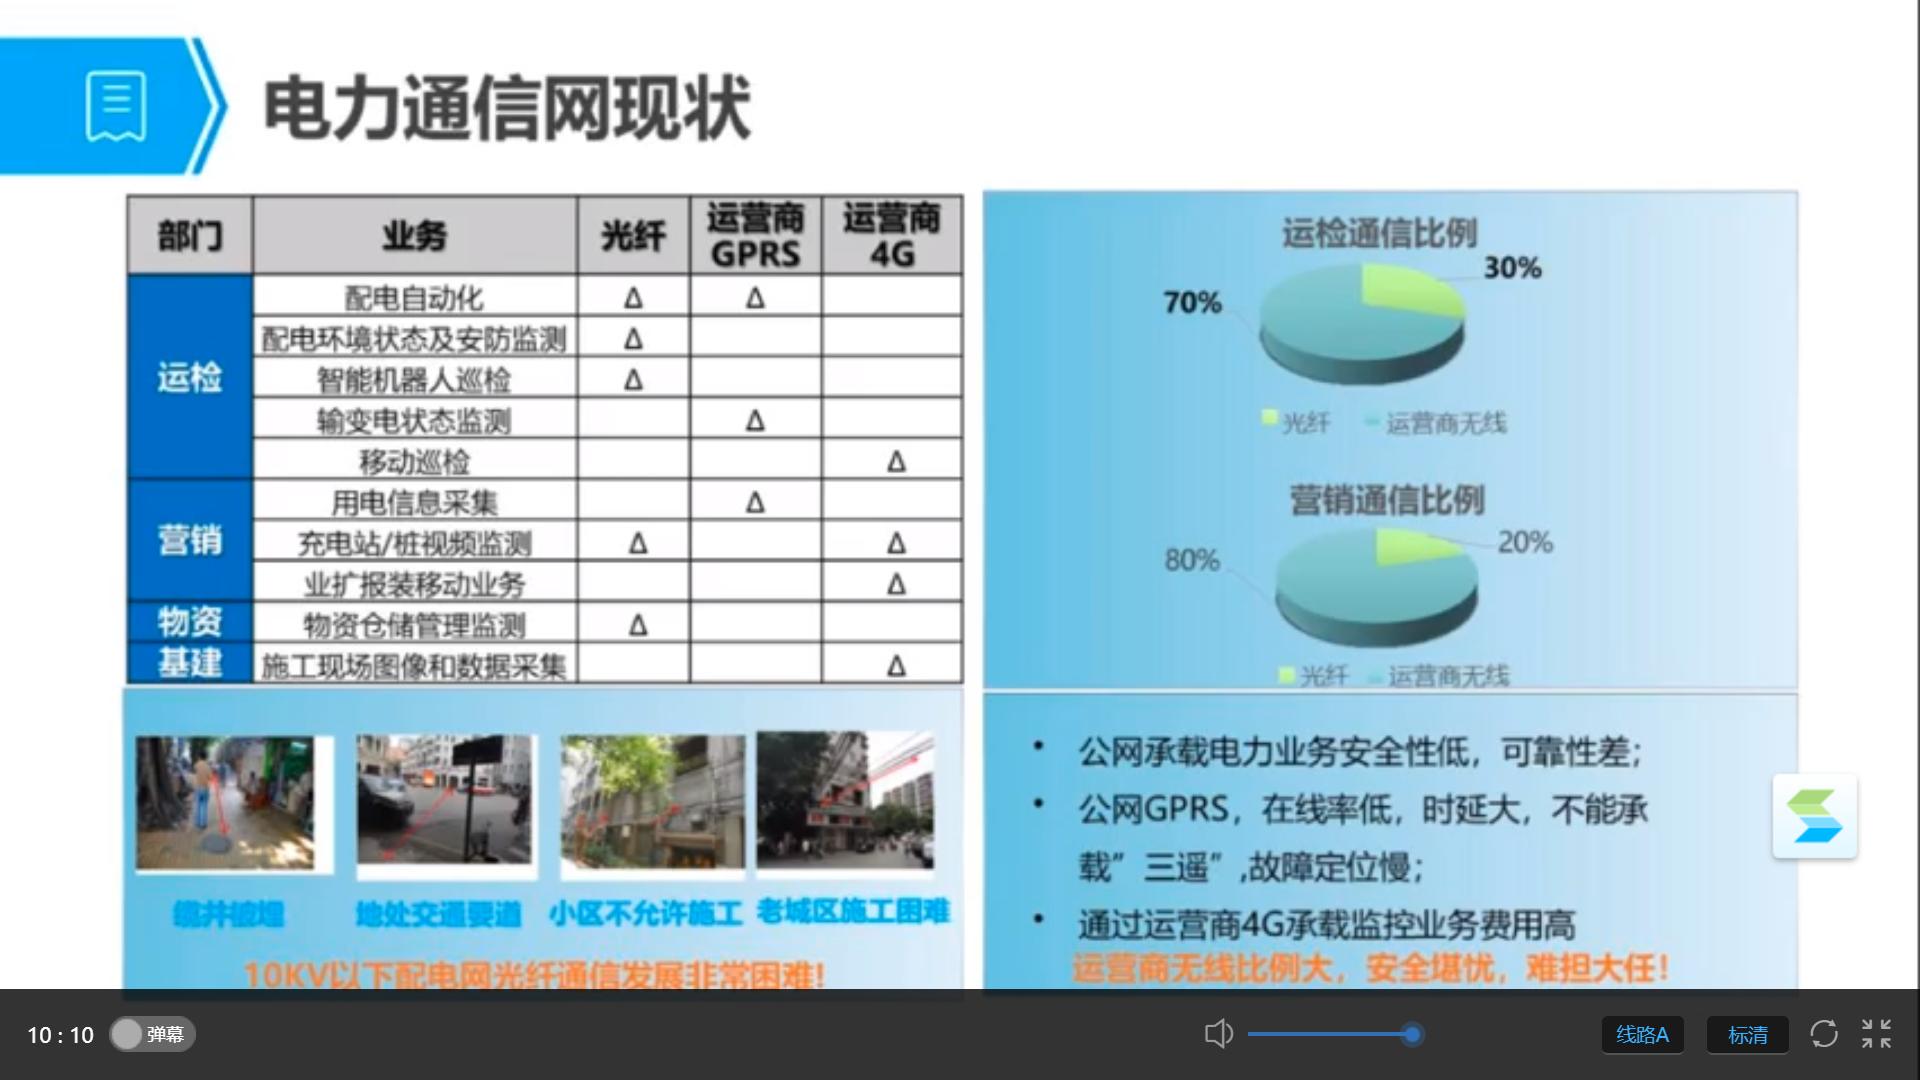 电力通信网现状
部门 业务 光纤 运营商GPRS 运营商4G
运检
配电自动化 Δ Δ
配电环境状态及安防监测 Δ
智能机器人巡检 Δ
输变电状态监测 Δ
移动巡检 Δ
营销
用电信息采集 Δ
充电站/桩视频监测 Δ Δ
业扩报装移动业务 Δ
物资 物资仓储管理监测 Δ
基建 施工现场图像和数据采集 Δ
运检通信比例
30%
70%
光纤 运营商无线
营销通信比例
20%
80%
光纤 运营商无线
缆井被埋 地处交通要道 小区不允许施工 老城区施工困难
10KV以下配电网光纤通信发展非常困难!
• 公网承载电力业务安全性低，可靠性差；
• 公网GPRS，在线率低，时延大，不能承
载”三遥”,故障定位慢；
• 通过运营商4G承载监控业务费用高
运营商无线比例大，安全堪忧，难担大任！
10:10 弹幕 线路A 标清